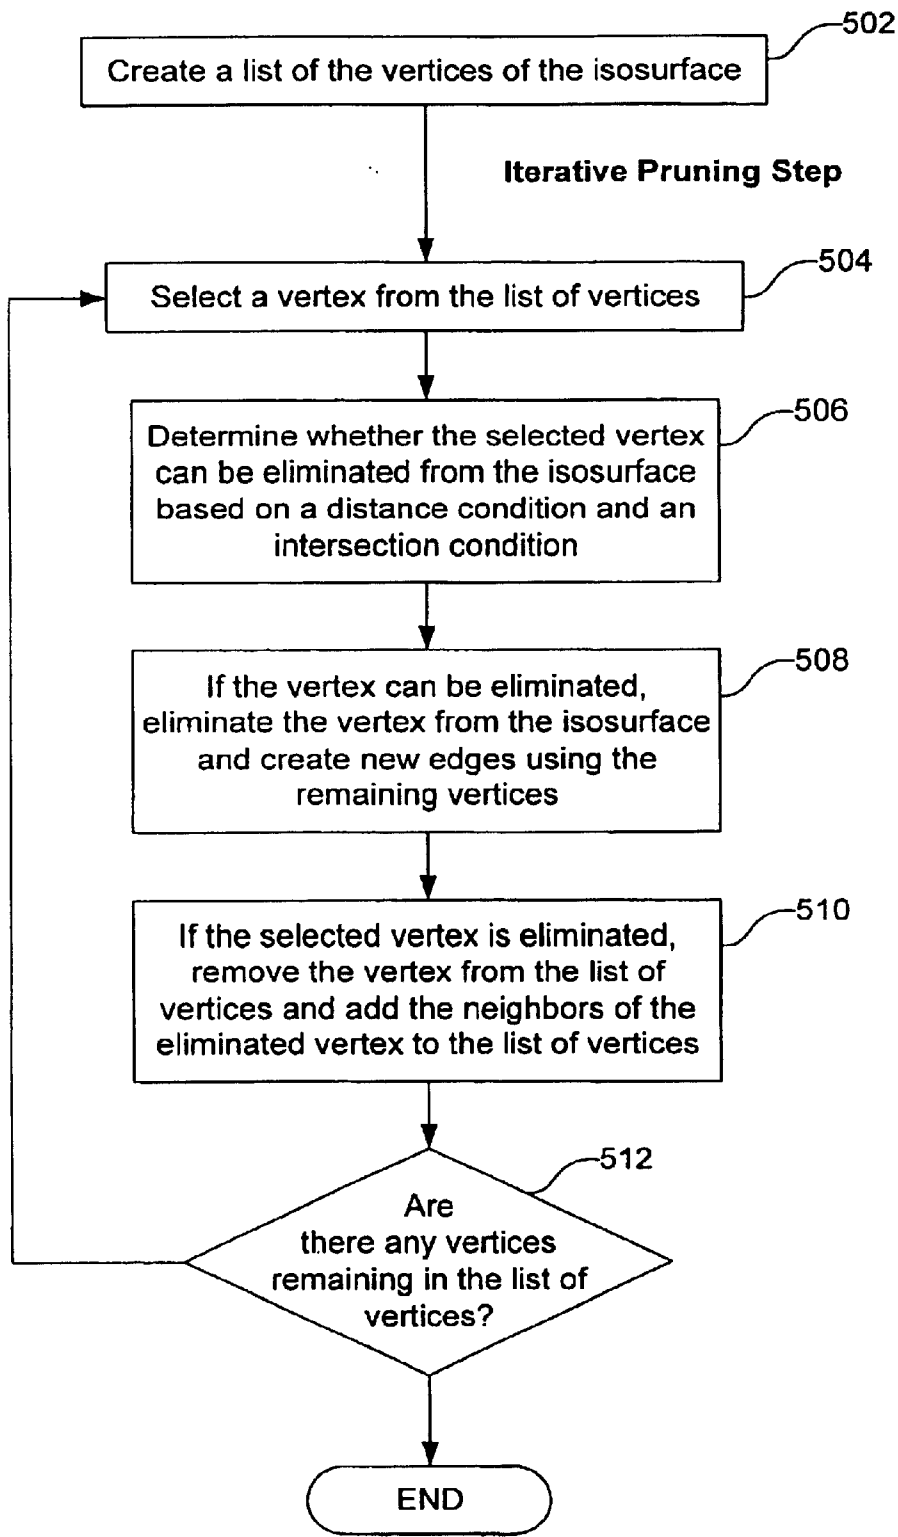 502
Create a list of the vertices of the isosurface
Iterative Pruning Step
504
Select a vertex from the list of vertices
506
Determine whether the selected vertex
can be eliminated from the isosurface
based on a distance condition and an
intersection condition
508
If the vertex can be eliminated,
eliminate the vertex from the isosurface
and create new edges using the
remaining vertices
510
If the selected vertex is eliminated,
remove the vertex from the list of
vertices and add the neighbors of the
eliminated vertex to the list of vertices
512
Are
there any vertices
remaining in the list of
vertices?
END